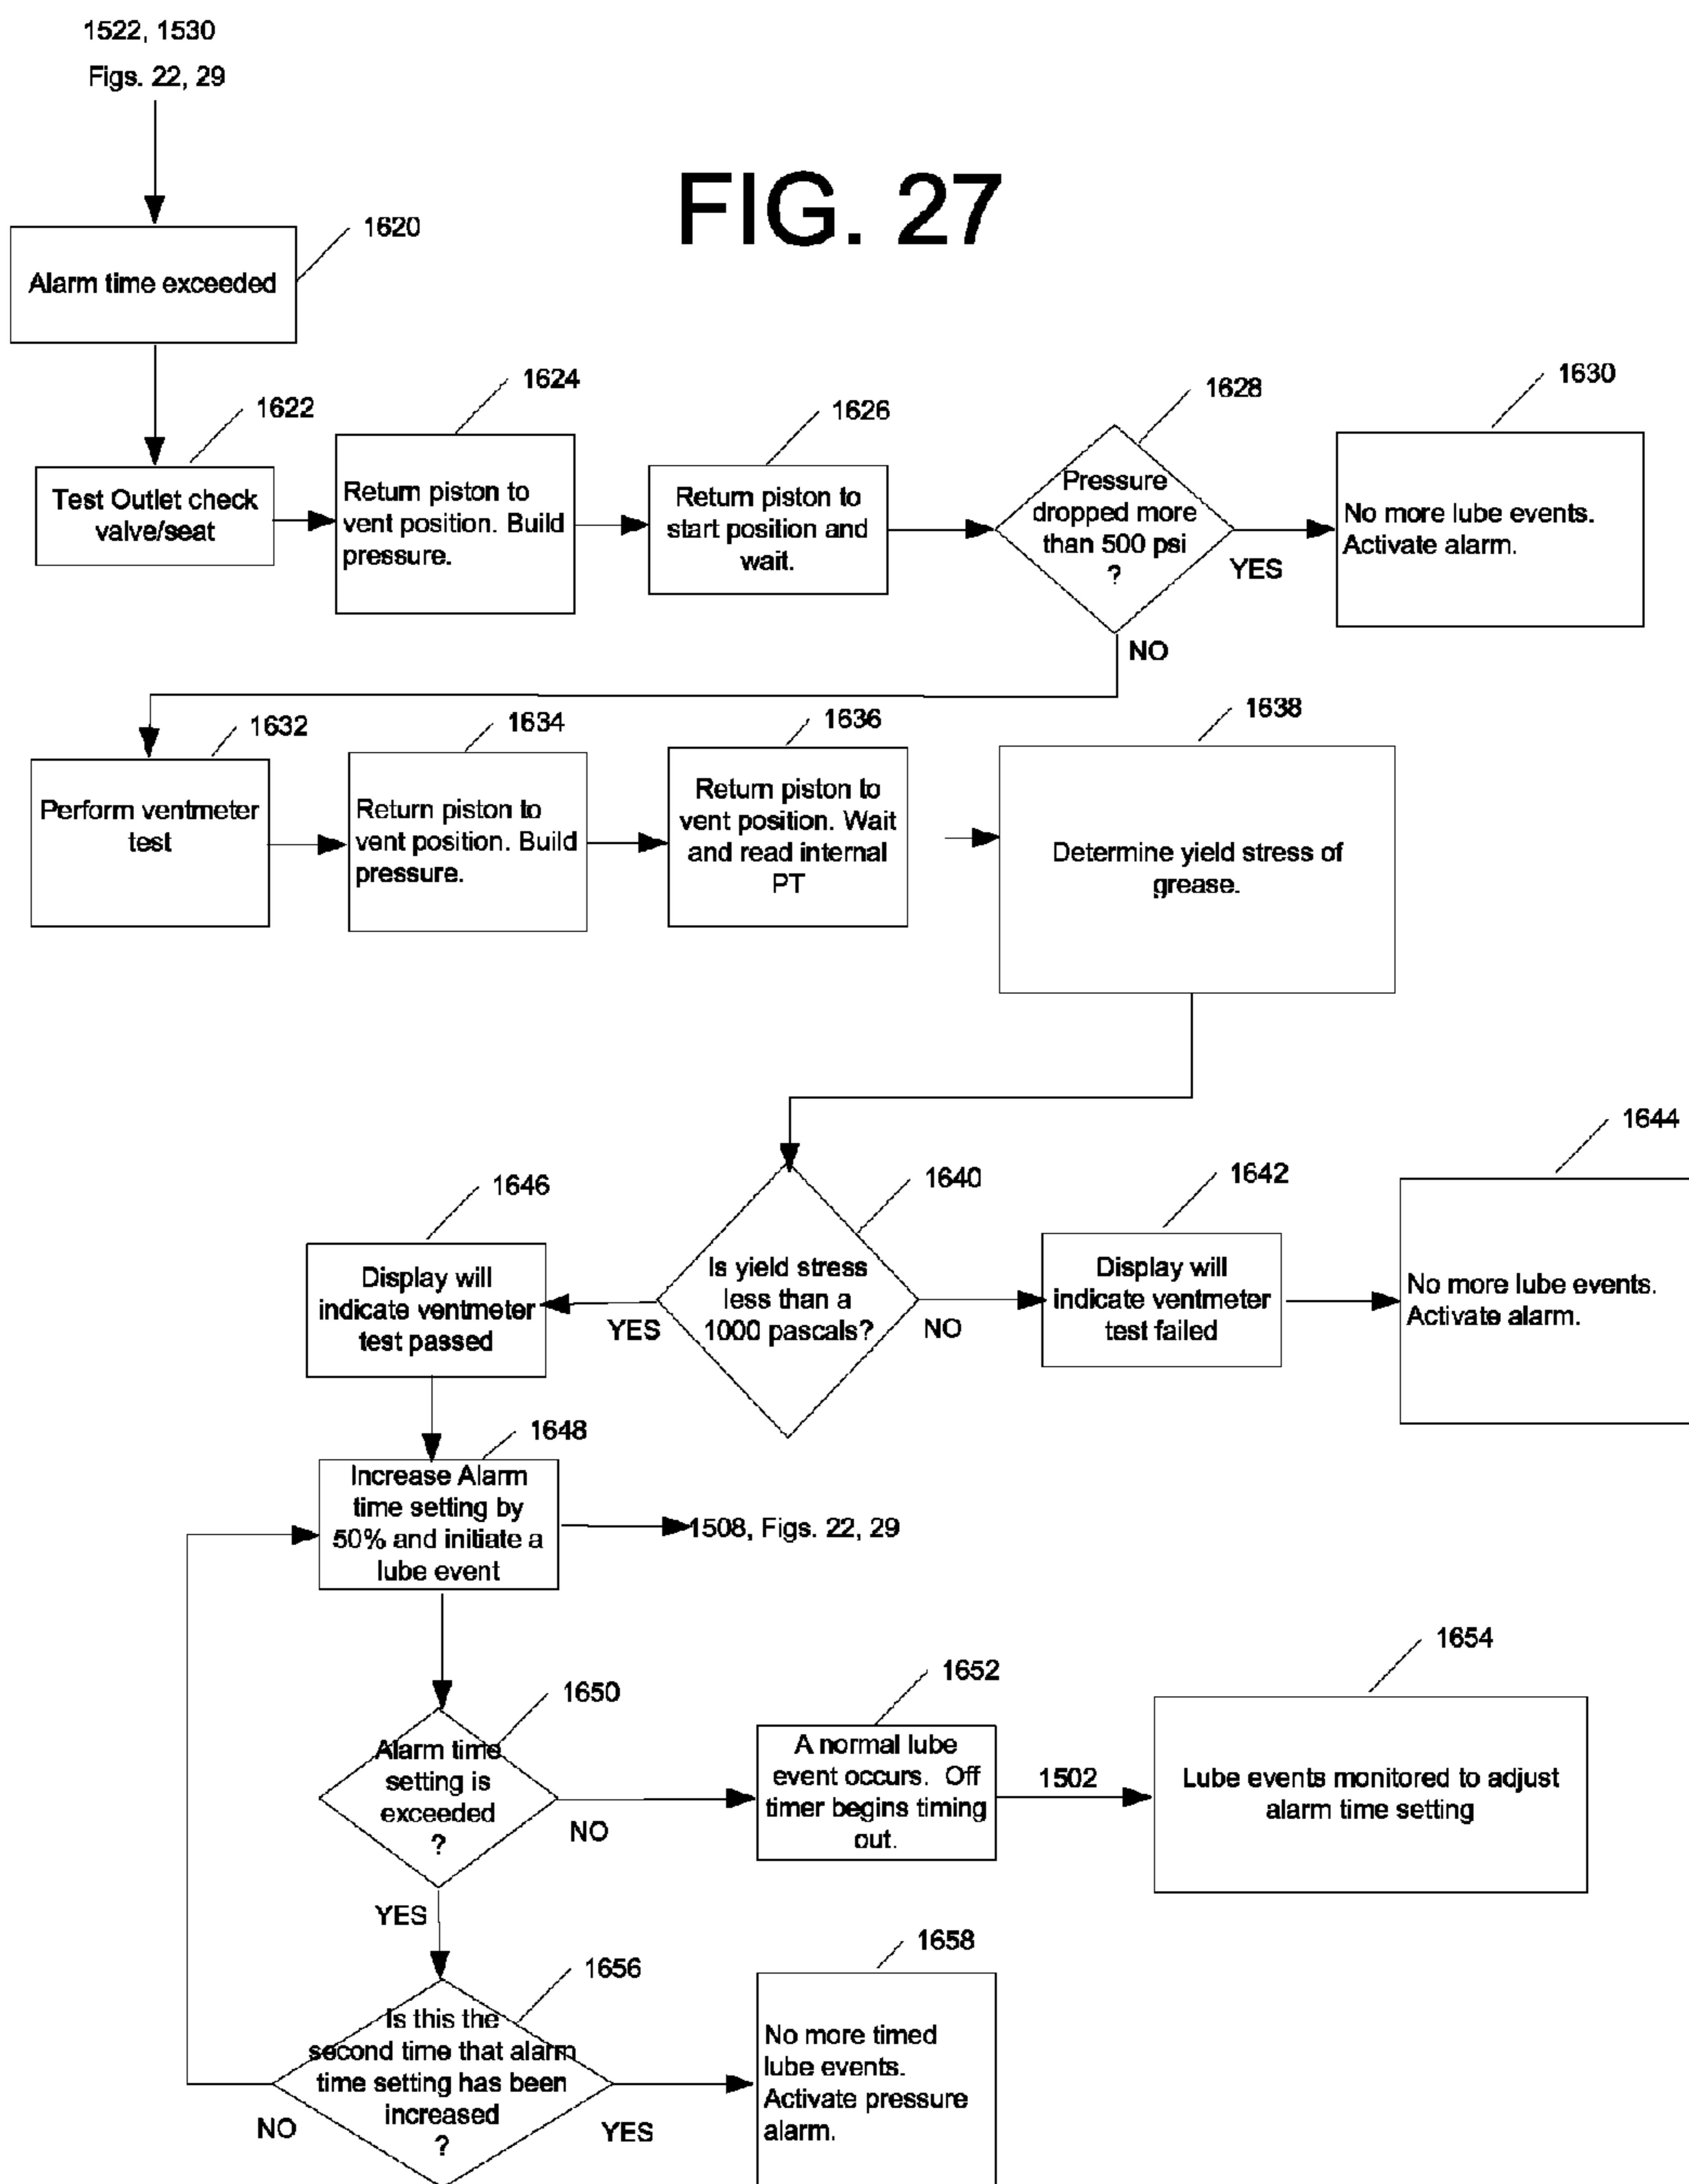 1522, 1530
Figs. 22, 29
FIG. 27
1620
Alarm time exceeded
1622
Test Outlet check
valve/seat
1624
Return piston to
vent position. Build
pressure.
1626
Return piston to
start position and
wait.
1628
Pressure
dropped more
than 500 psi
?
YES
NO
1630
No more lube events.
Activate alarm.
1632
Perform ventmeter
test
1634
Return piston to
vent position. Build
pressure.
1636
Return piston to
vent position. Wait
and read internal
PT
1638
Determine yield stress of
grease.
1640
Is yield stress
less than a
1000 pascals?
YES
NO
1642
Display will
indicate ventmeter
test failed
1644
No more lube events.
Activate alarm.
1646
Display will
indicate ventmeter
test passed
1648
Increase Alarm
time setting by
50% and initiate a
lube event
1508, Figs. 22, 29
1650
Alarm time
setting is
exceeded
?
NO
YES
1652
A normal lube
event occurs. Off
timer begins timing
out.
1502
1654
Lube events monitored to adjust
alarm time setting
1656
Is this the
second time that alarm
time setting has been
increased
?
NO
YES
1658
No more timed
lube events.
Activate pressure
alarm.